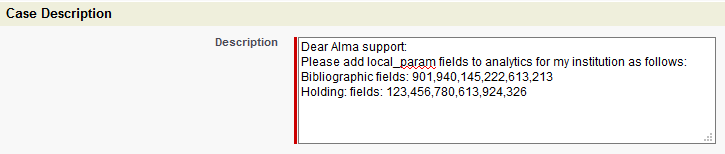 Case Description
Description
Dear Alma support:
Please add local_param fields to analytics for my institution as follows:
Bibliographic fields: 901,940,145,222,613,213
Holding: fields: 123,456,780,613,924,326